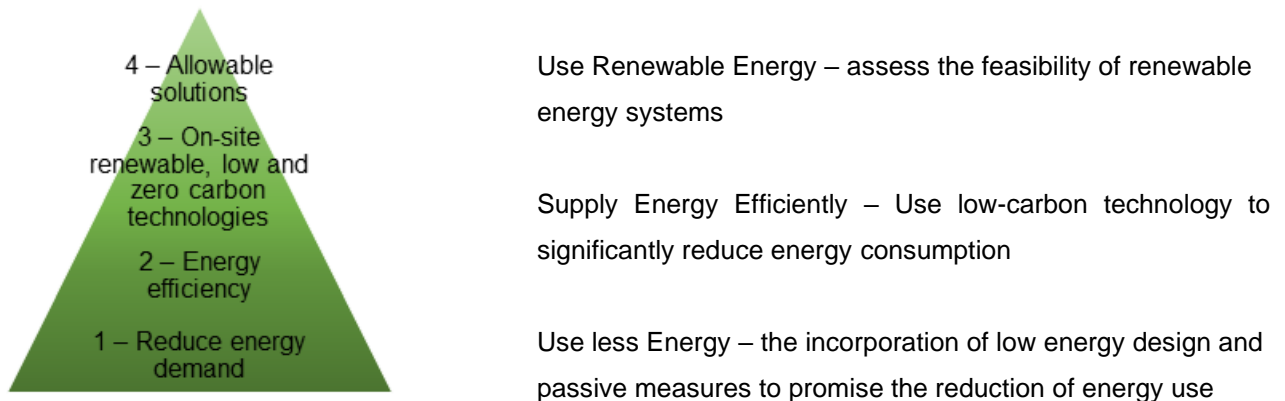 4 – Allowable
solutions
3 – On-site
renewable, low and
zero carbon
technologies
2 – Energy
efficiency
1 – Reduce energy
demand
Use Renewable Energy – assess the feasibility of renewable
energy systems
Supply Energy Efficiently – Use low-carbon technology to
significantly reduce energy consumption
Use less Energy – the incorporation of low energy design and
passive measures to promise the reduction of energy use